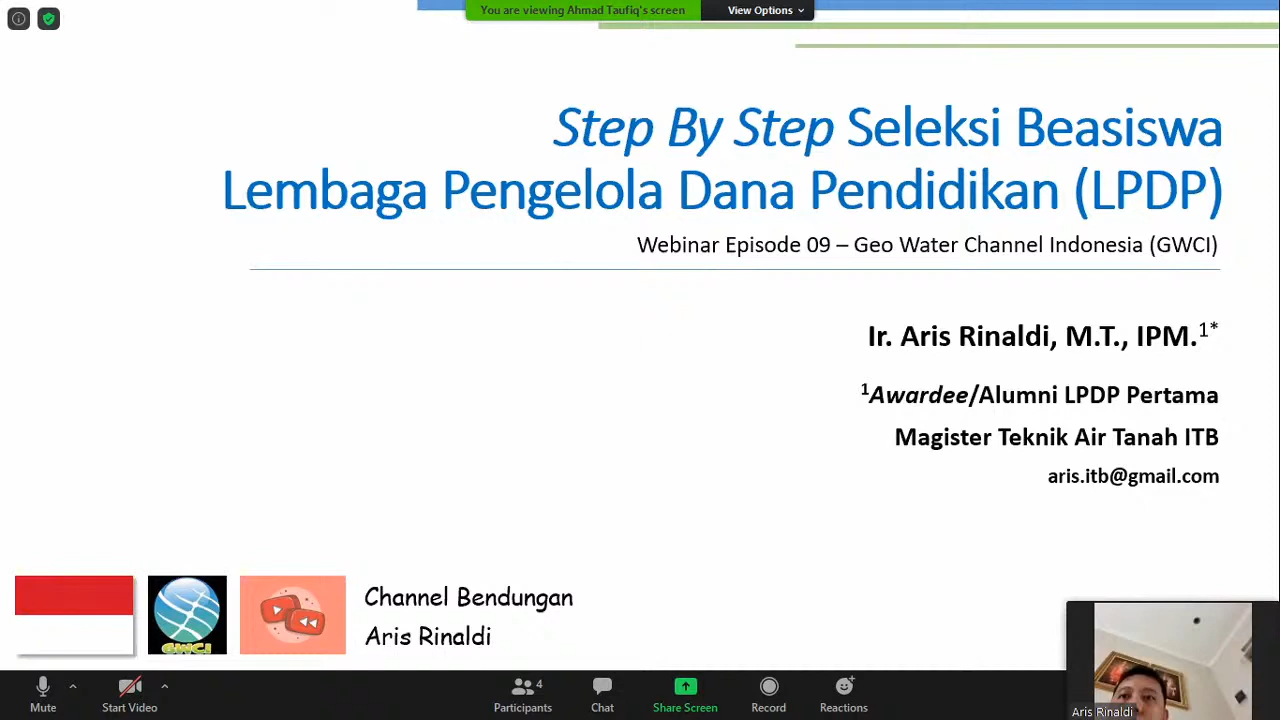 You are viewing Ahmad Taufiq's screen
View Options
Step By Step Seleksi Beasiswa
Lembaga Pengelola Dana Pendidikan (LPDP)
Webinar Episode 09 – Geo Water Channel Indonesia (GWCI)
Ir. Aris Rinaldi, M.T., IPM.1*
1Awardee/Alumni LPDP Pertama
Magister Teknik Air Tanah ITB
aris.itb@gmail.com
GWCI
Channel Bendungan
Aris Rinaldi
Aris Rinaldi
Mute
Start Video
4
Participants
Chat
Share Screen
Record
Reactions